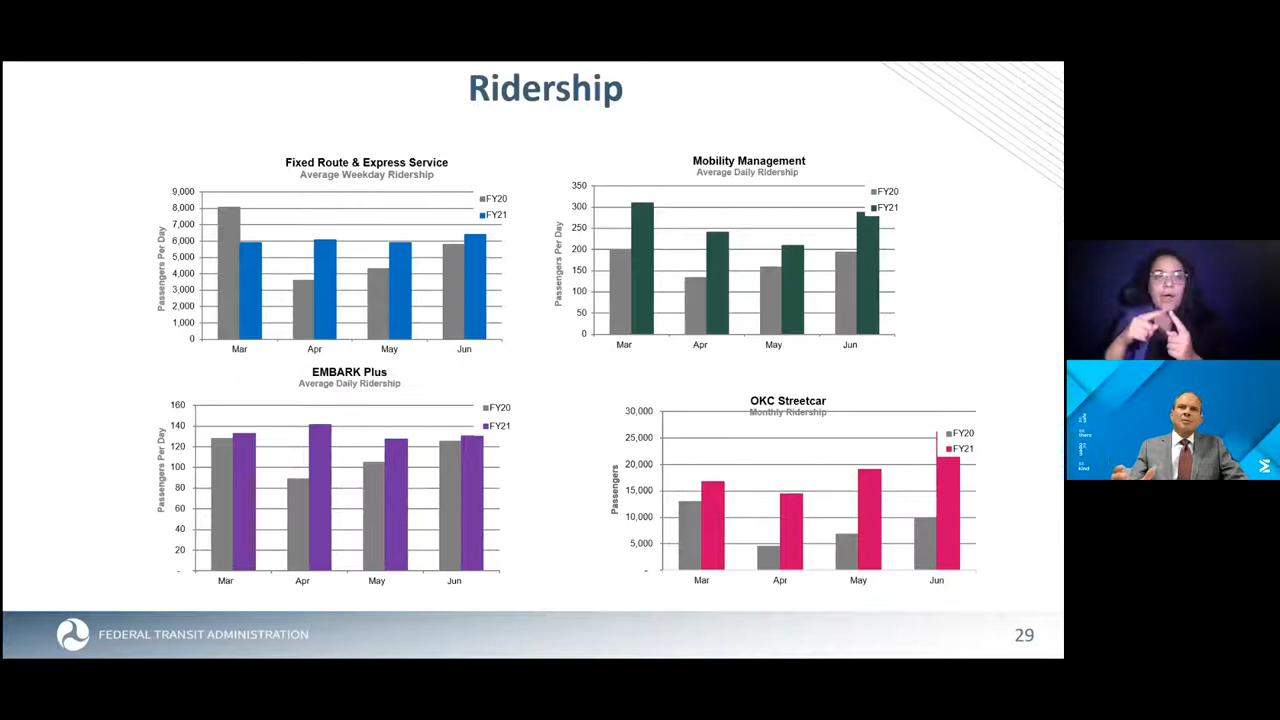 Ridership
Fixed Route & Express Service
Average Weekday Ridership
Passengers Per Day
9,000
8,000
7,000
6,000
5,000
4,000
3,000
2,000
1,000
0
Mar Apr May Jun
FY20
FY21
Mobility Management
Average Daily Ridership
Passengers Per Day
350
300
250
200
150
100
50
0
Mar Apr May Jun
FY20
FY21
EMBARK Plus
Average Daily Ridership
Passengers Per Day
160
140
120
100
80
60
40
20
-
Mar Apr May Jun
FY20
FY21
OKC Streetcar
Monthly Ridership
Passengers
30,000
25,000
20,000
15,000
10,000
5,000
-
Mar Apr May Jun
FY20
FY21
FEDERAL TRANSIT ADMINISTRATION
29
there
kind